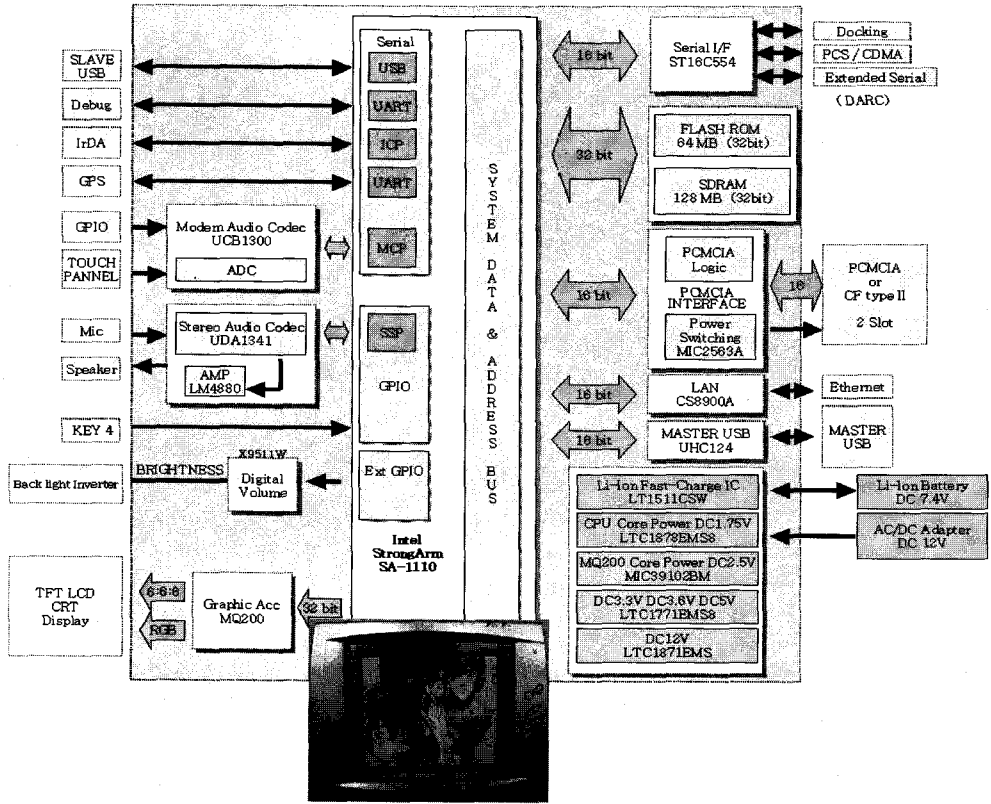 SLAVE
USB
Debug
IrDA
GPS
GPIO
TOUCH
PANNEL
Mic
Speaker
KEY 4
Back light Inverter
TFT LCD
CRT
Display
Modem Audio Codec
UCB1300
ADC
Stereo Audio Codec
UDA1341
AMP
LM4880
BRIGHTNESS
X9511W
Digital
Volume
6:6:6
RGB
Graphic Acc
MQ200
32 bit
Serial
USB
UART
ICP
UART
MCP
SSP
GPIO
Ext GPIO
Intel
StrongArm
SA-1110
SYSTEM DATA & ADDRESS BUS
16 bit
Serial I/F
ST16C554
Docking
PCS / CDMA
Extended Serial
(DARC)
32 bit
FLASH ROM
64 MB (32bit)
SDRAM
128 MB (32bit)
16 bit
PCMCIA
Logic
PCMCIA
INTERFACE
Power
Switching
MIC2563A
16
PCMCIA
or
CF type II
2 Slot
16 bit
LAN
CS8900A
Ethernet
16 bit
MASTER USB
UHC124
MASTER
USB
Li-Ion Fast-Charge IC
LT1511CSW
Li-Ion Battery
DC 7.4V
CPU Core Power DC1.75V
LTC1878EMS8
AC/DC Adapter
DC 12V
MQ200 Core Power DC2.5V
MIC39102BM
DC3.3V DC3.6V DC5V
LTC1771EMS8
DC12V
LTC1871EMS